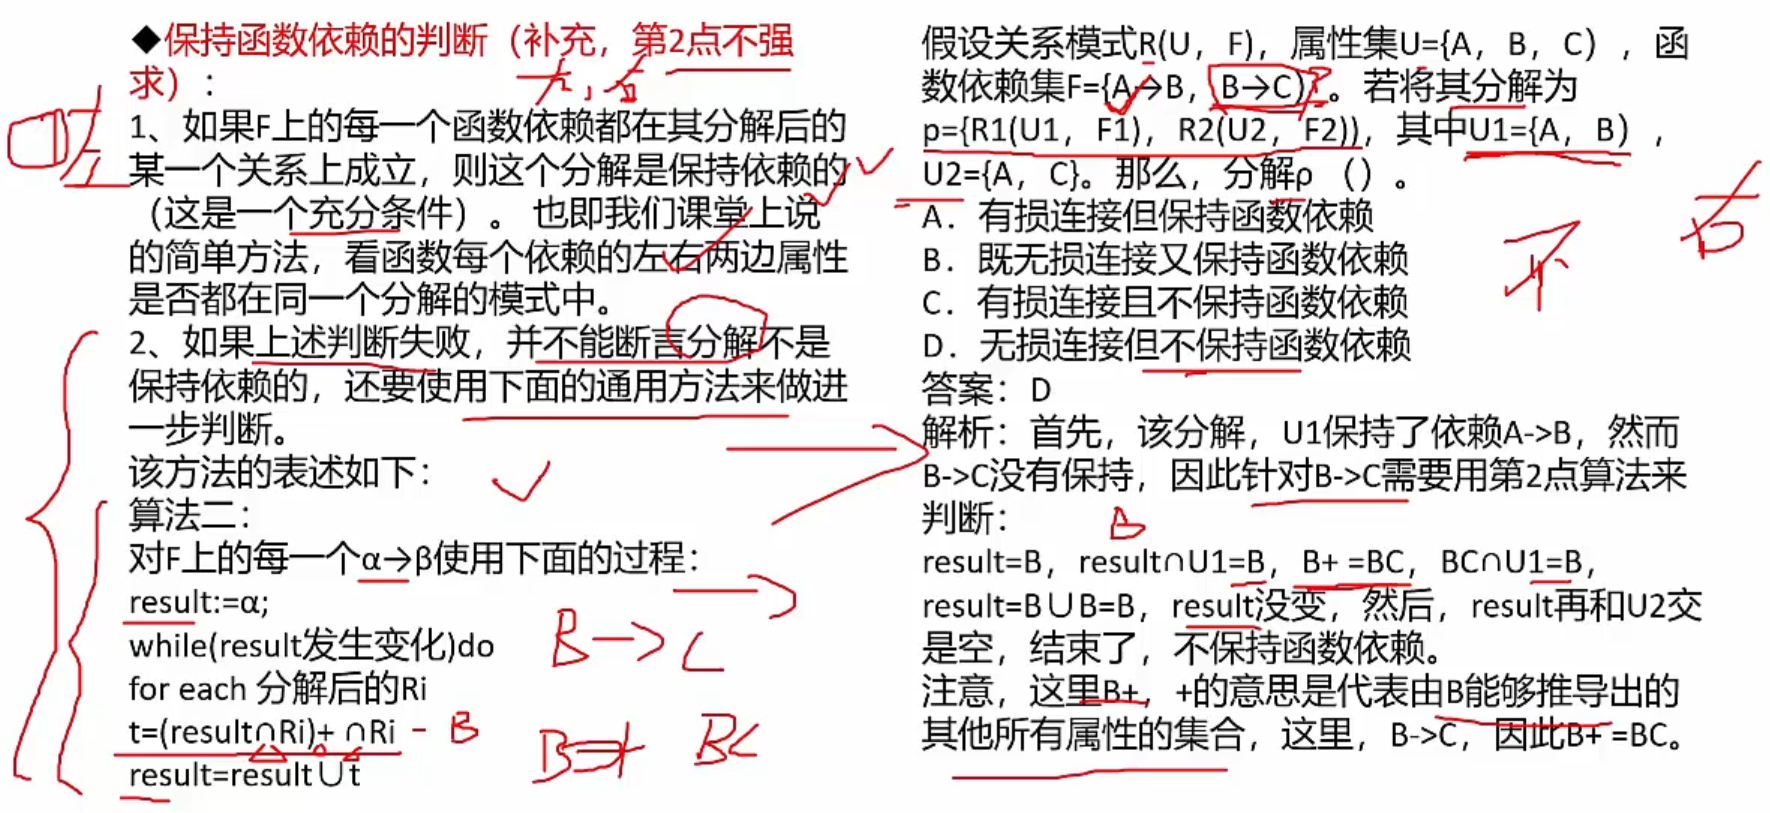 ◆保持函数依赖的判断（补充，第2点不强
求）：
左，右
1、如果F上的每一个函数依赖都在其分解后的
某一个关系上成立，则这个分解是保持依赖的
（这是一个充分条件）。 也即我们课堂上说
的简单方法，看函数每个依赖的左右两边属性
是否都在同一个分解的模式中。
2、如果上述判断失败，并不能断言分解不是
保持依赖的，还要使用下面的通用方法来做进
一步判断。
该方法的表述如下：
算法二：
对F上的每一个α→β使用下面的过程：
result:=α;
while(result发生变化)do
for each 分解后的Ri
t=(result∩Ri)+ ∩Ri - B
result=result∪t
B→C
BC
假设关系模式R(U，F)，属性集U={A，B，C)，函
数依赖集F={A→B，B→C)?。若将其分解为
p={R1(U1，F1)，R2(U2，F2))，其中U1={A，B)，
U2={A，C}。那么，分解ρ （）。
A．有损连接但保持函数依赖
B．既无损连接又保持函数依赖
C．有损连接且不保持函数依赖
D．无损连接但不保持函数依赖
答案：D
解析：首先，该分解，U1保持了依赖A->B，然而
B->C没有保持，因此针对B->C需要用第2点算法来
判断：
B
result=B，result∩U1=B，B+ =BC，BC∩U1=B，
result=B∪B=B，result没变，然后，result再和U2交
是空，结束了，不保持函数依赖。
注意，这里B+，+的意思是代表由B能够推导出的
其他所有属性的集合，这里，B->C，因此B+ =BC。